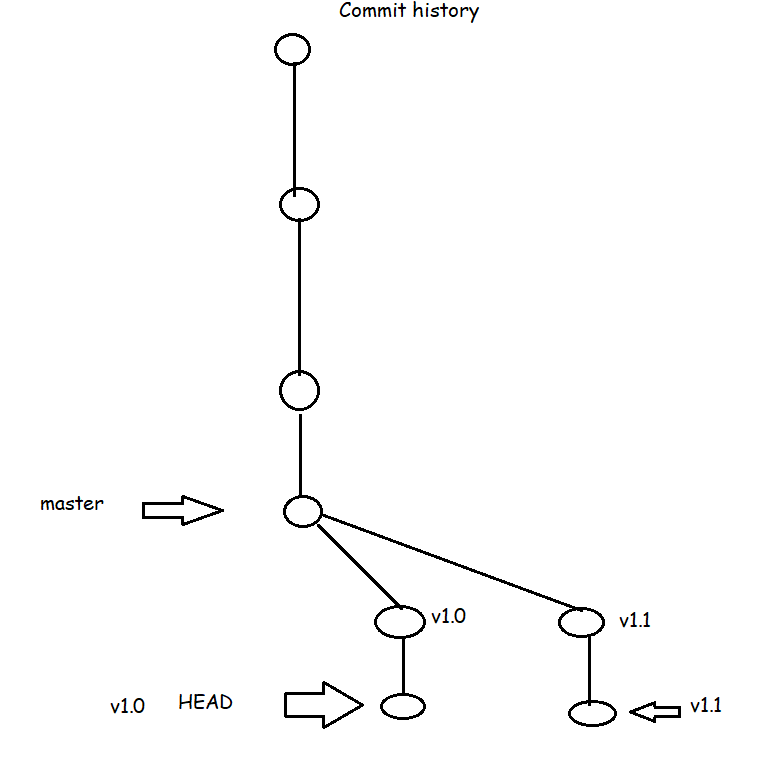 Commit history
master
v1.0
v1.1
v1.0 HEAD
v1.1